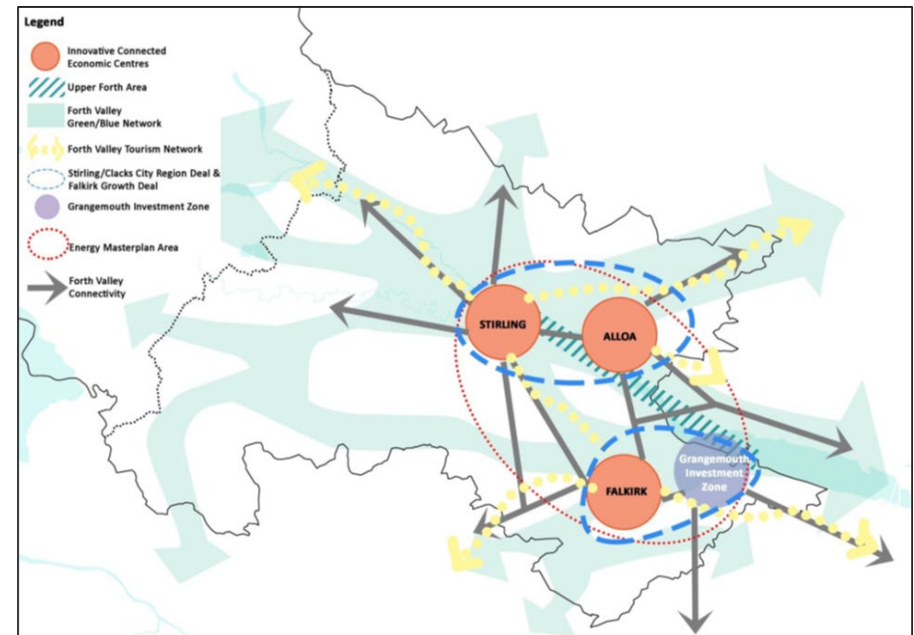 Legend
Innovative Connected
Economic Centres
Upper Forth Area
Forth Valley
Green/Blue Network
Forth Valley Tourism Network
Stirling/Clacks City Region Deal &
Falkirk Growth Deal
Grangemouth Investment Zone
Energy Masterplan Area
Forth Valley
Connectivity
STIRLING
ALLOA
Grangemouth
Investment
Zone
FALKIRK